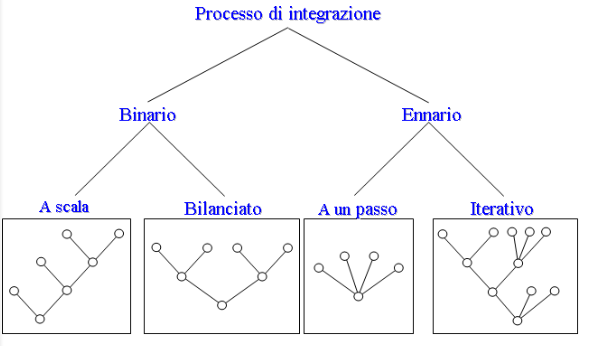 Processo di integrazione
Binario
Ennario
A scala
Bilanciato
A un passo
Iterativo